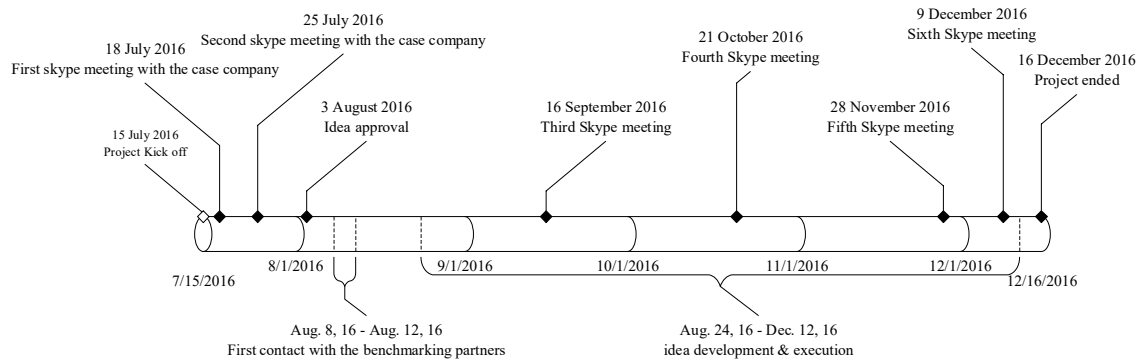 25 July 2016
Second skype meeting with the case company
18 July 2016
First skype meeting with the case company
15 July 2016
Project Kick off
3 August 2016
Idea approval
16 September 2016
Third Skype meeting
21 October 2016
Fourth Skype meeting
28 November 2016
Fifth Skype meeting
9 December 2016
Sixth Skype meeting
16 December 2016
Project ended
7/15/2016
8/1/2016
9/1/2016
10/1/2016
11/1/2016
12/1/2016
12/16/2016
Aug. 8, 16 - Aug. 12, 16
First contact with the benchmarking partners
Aug. 24, 16 - Dec. 12, 16
idea development & execution